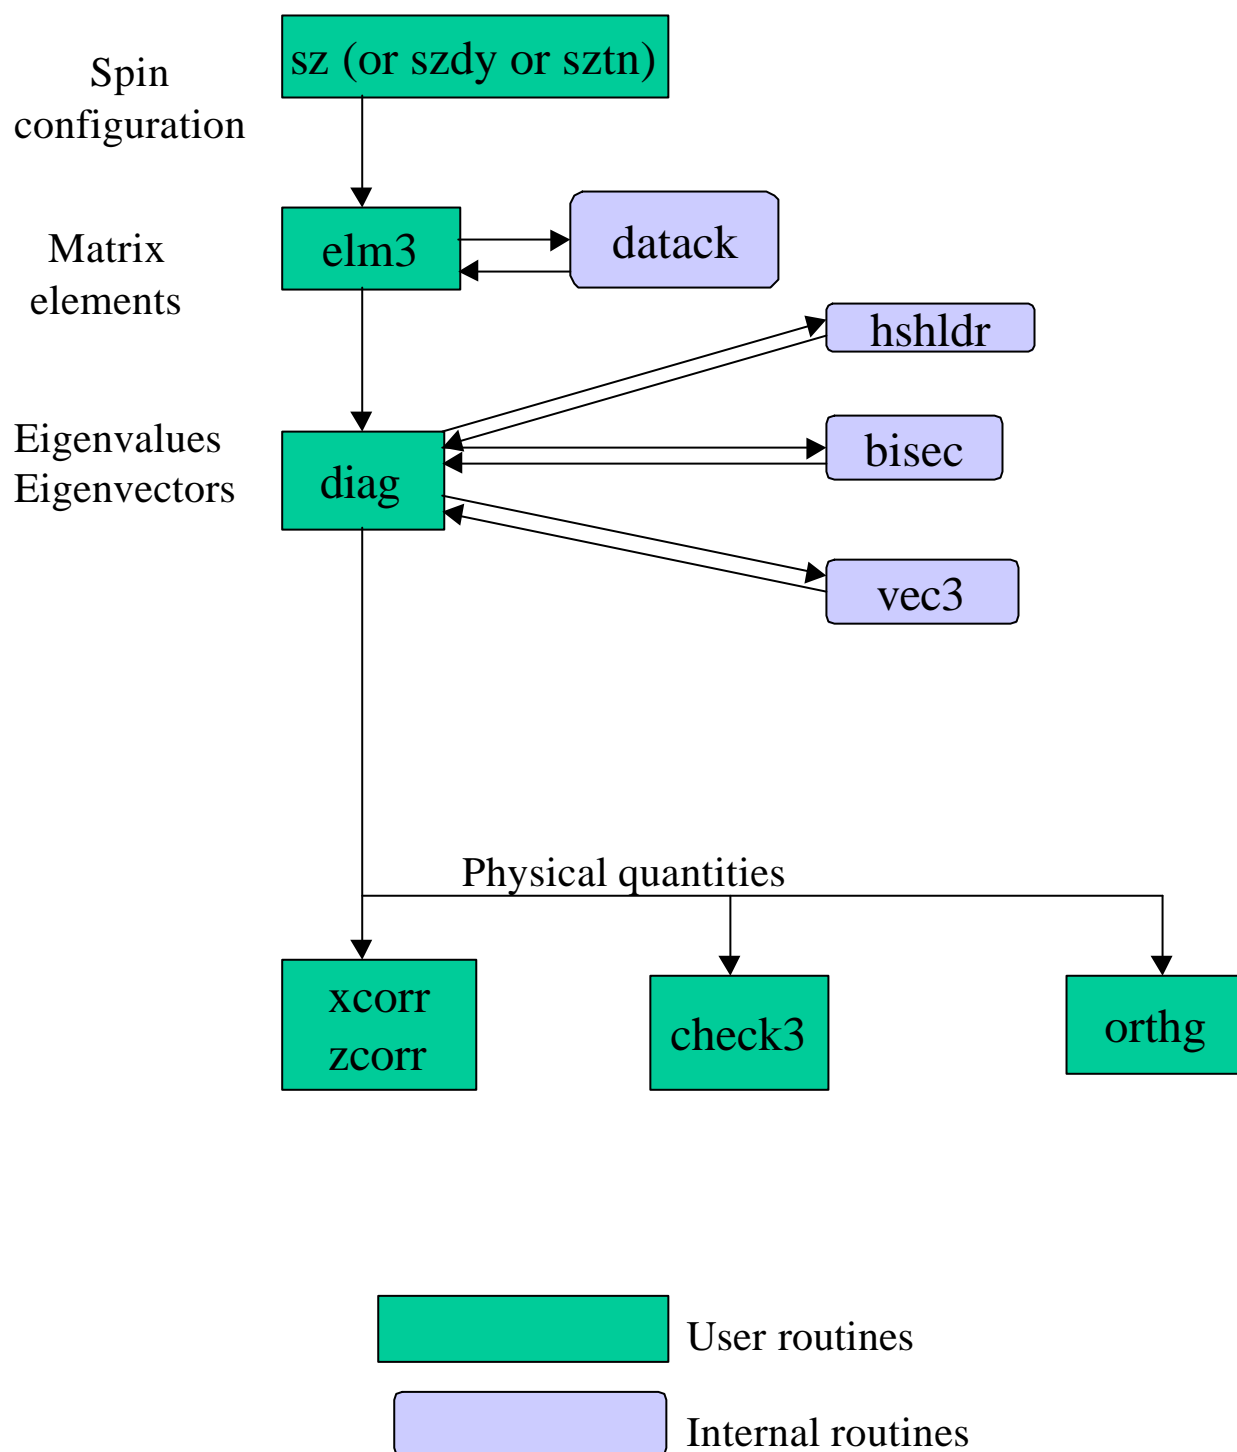 sz (or szdy or sztn)
Spin
configuration
Matrix
elements
elm3
datack
hshldr
Eigenvalues
Eigenvectors
diag
bisec
vec3
Physical quantities
xcorr
zcorr
check3
orthg
User routines
Internal routines